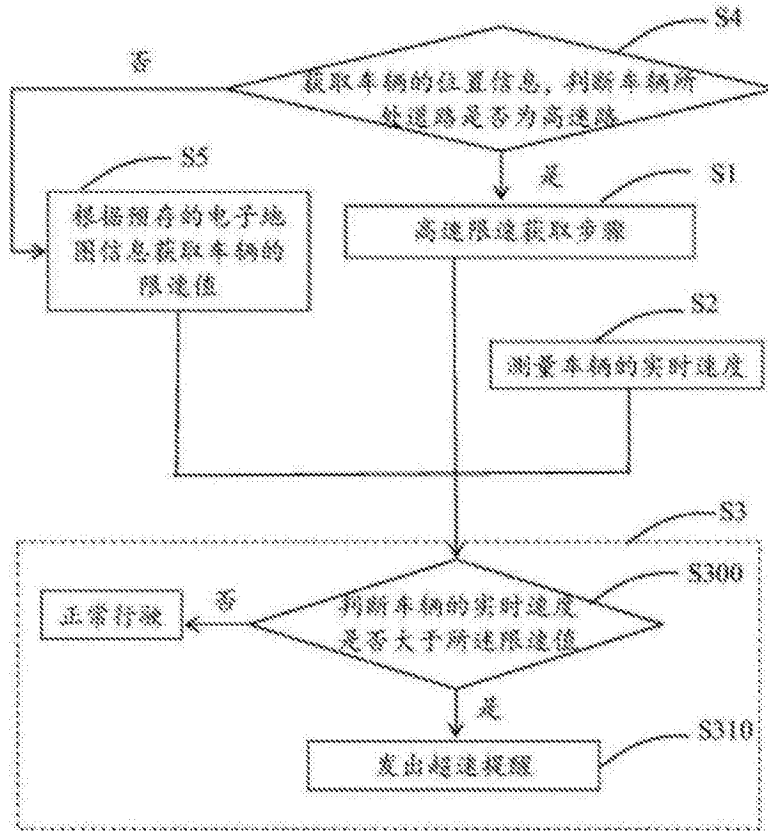 S4
否
获取车辆的位置信息，判断车辆所
处道路是否为高速路
是
S5
根据预存的电子地
图信息获取车辆的
限速值
S1
高速限速获取步骤
S2
测量车辆的实时速度
S3
S300
判断车辆的实时速度
是否大于所述限速值
否
正常行驶
是
S310
发出超速提醒